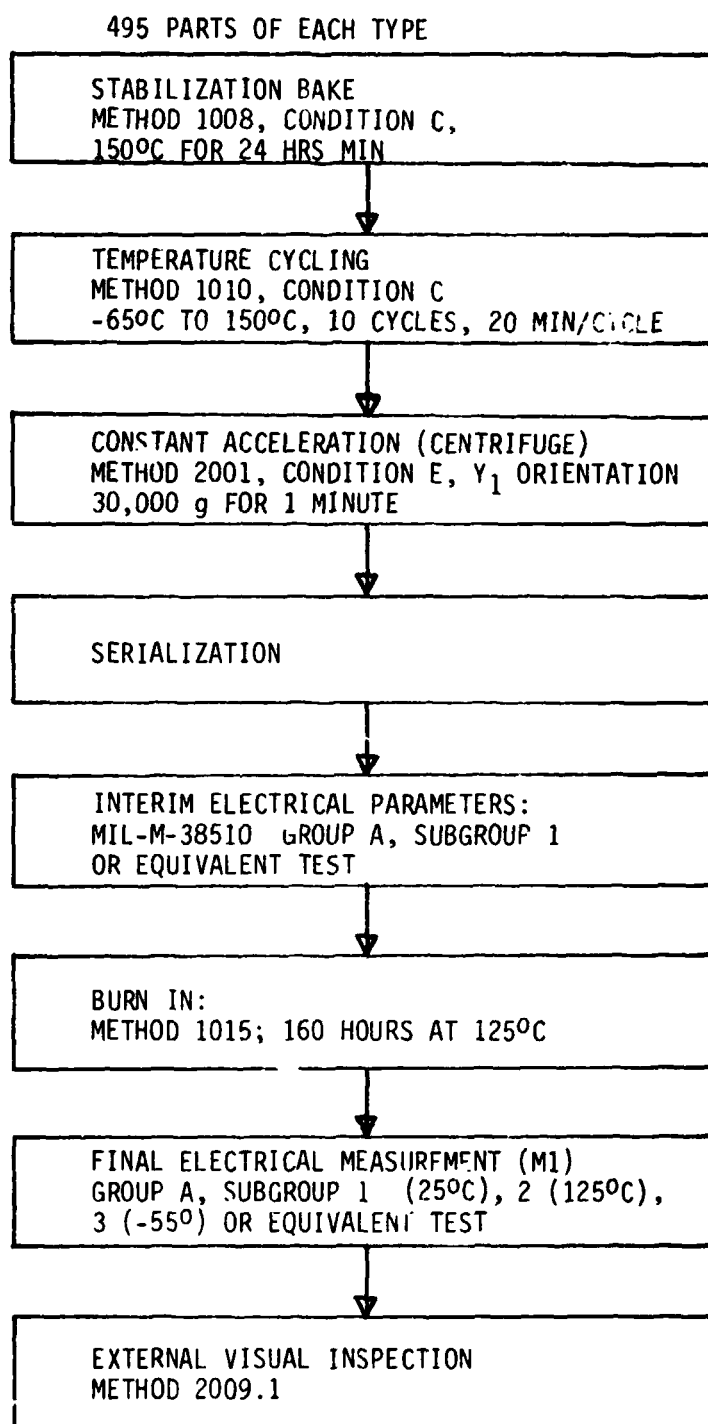 495 PARTS OF EACH TYPE
STABILIZATION BAKE
METHOD 1008, CONDITION C,
150ºC FOR 24 HRS MIN
TEMPERATURE CYCLING
METHOD 1010, CONDITION C
-65ºC TO 150ºC, 10 CYCLES, 20 MIN/CYCLE
CONSTANT ACCELERATION (CENTRIFUGE)
METHOD 2001, CONDITION E, Y1 ORIENTATION
30,000 g FOR 1 MINUTE
SERIALIZATION
INTERIM ELECTRICAL PARAMETERS:
MIL-M-38510 GROUP A, SUBGROUP 1
OR EQUIVALENT TEST
BURN IN:
METHOD 1015; 160 HOURS AT 125ºC
FINAL ELECTRICAL MEASUREMENT (M1)
GROUP A, SUBGROUP 1 (25ºC), 2 (125ºC),
3 (-55º) OR EQUIVALENT TEST
EXTERNAL VISUAL INSPECTION
METHOD 2009.1